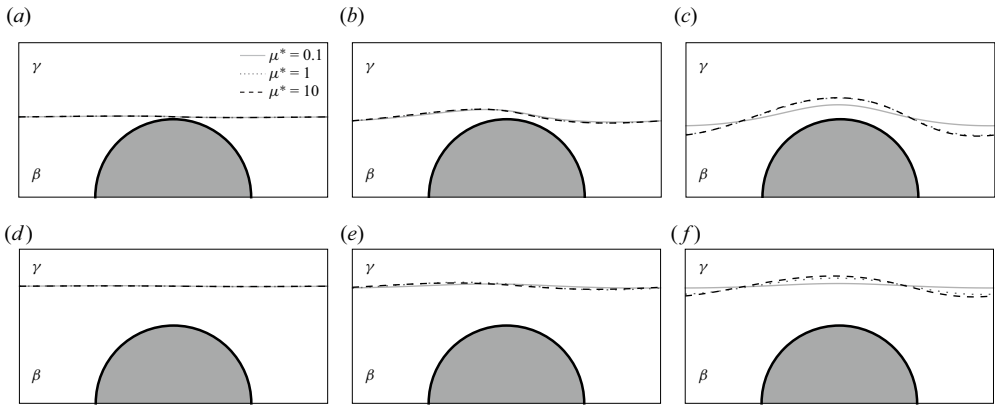 (a)
(b)
(c)
γ
μ* = 0.1
μ* = 1
μ* = 10
β
γ
β
γ
β
(d)
(e)
(f)
γ
β
γ
β
γ
β